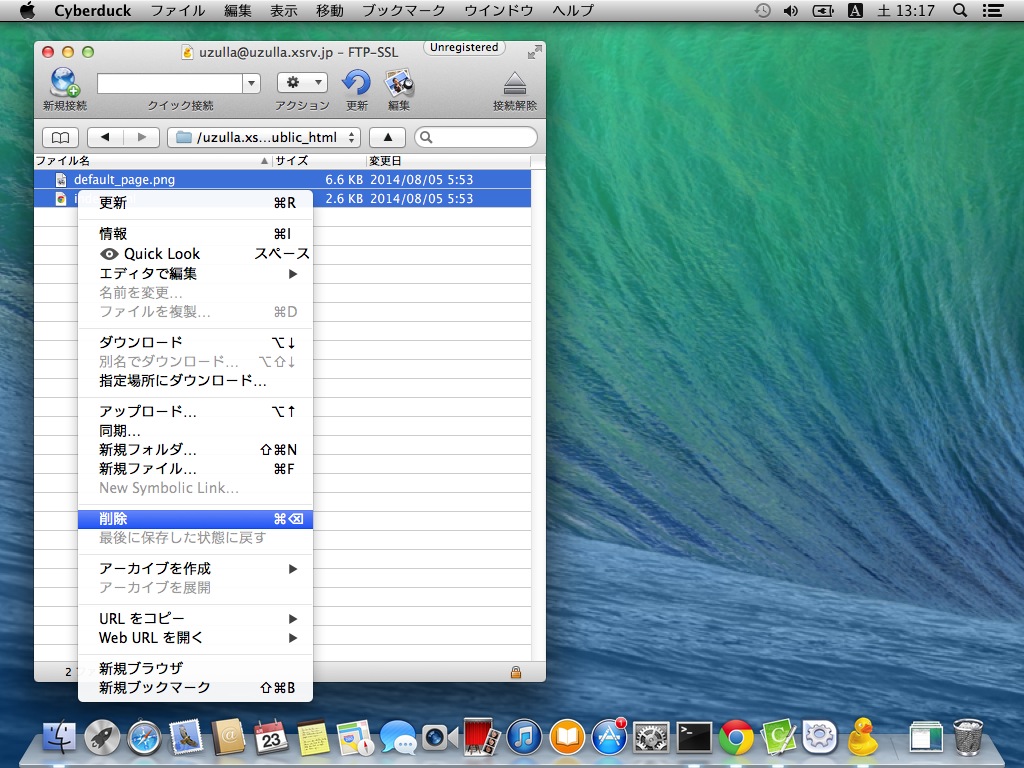 Cyberduck ファイル 編集 表示 移動 ブックマーク ウインドウ ヘルプ A 土 13:17
uzulla@uzulla.xsrv.jp – FTP-SSL Unregistered
新規接続 クイック接続 アクション 更新 編集 接続解除
/uzulla.xs...ublic_html
ファイル名 サイズ 変更日
default_page.png 6.6 KB 2014/08/05 5:53
2.6 KB 2014/08/05 5:53
更新 ⌘R
情報 ⌘I
Quick Look スペース
エディタで編集 ▶
名前を変更...
ファイルを複製... ⌘D
ダウンロード ⌥↓
別名でダウンロード... ⌥⇧↓
指定場所にダウンロード...
アップロード... ⌥↑
同期...
新規フォルダ... ⇧⌘N
新規ファイル... ⌘F
New Symbolic Link...
削除 ⌘⌫
最後に保存した状態に戻す
アーカイブを作成 ▶
アーカイブを展開
URL をコピー ▶
Web URL を開く ▶
新規ブラウザ
新規ブックマーク ⇧⌘B
2
23
1